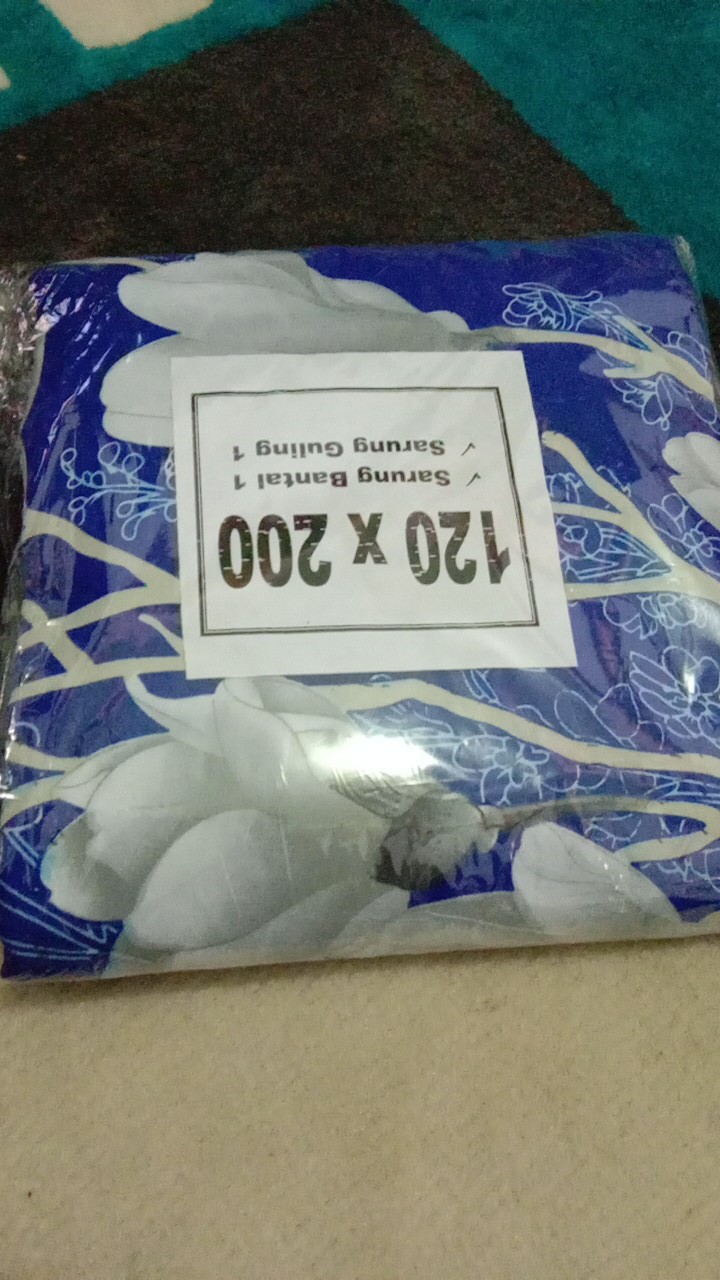 120 x 200
✓ Sarung Bantal 1
✓ Sarung Guling 1